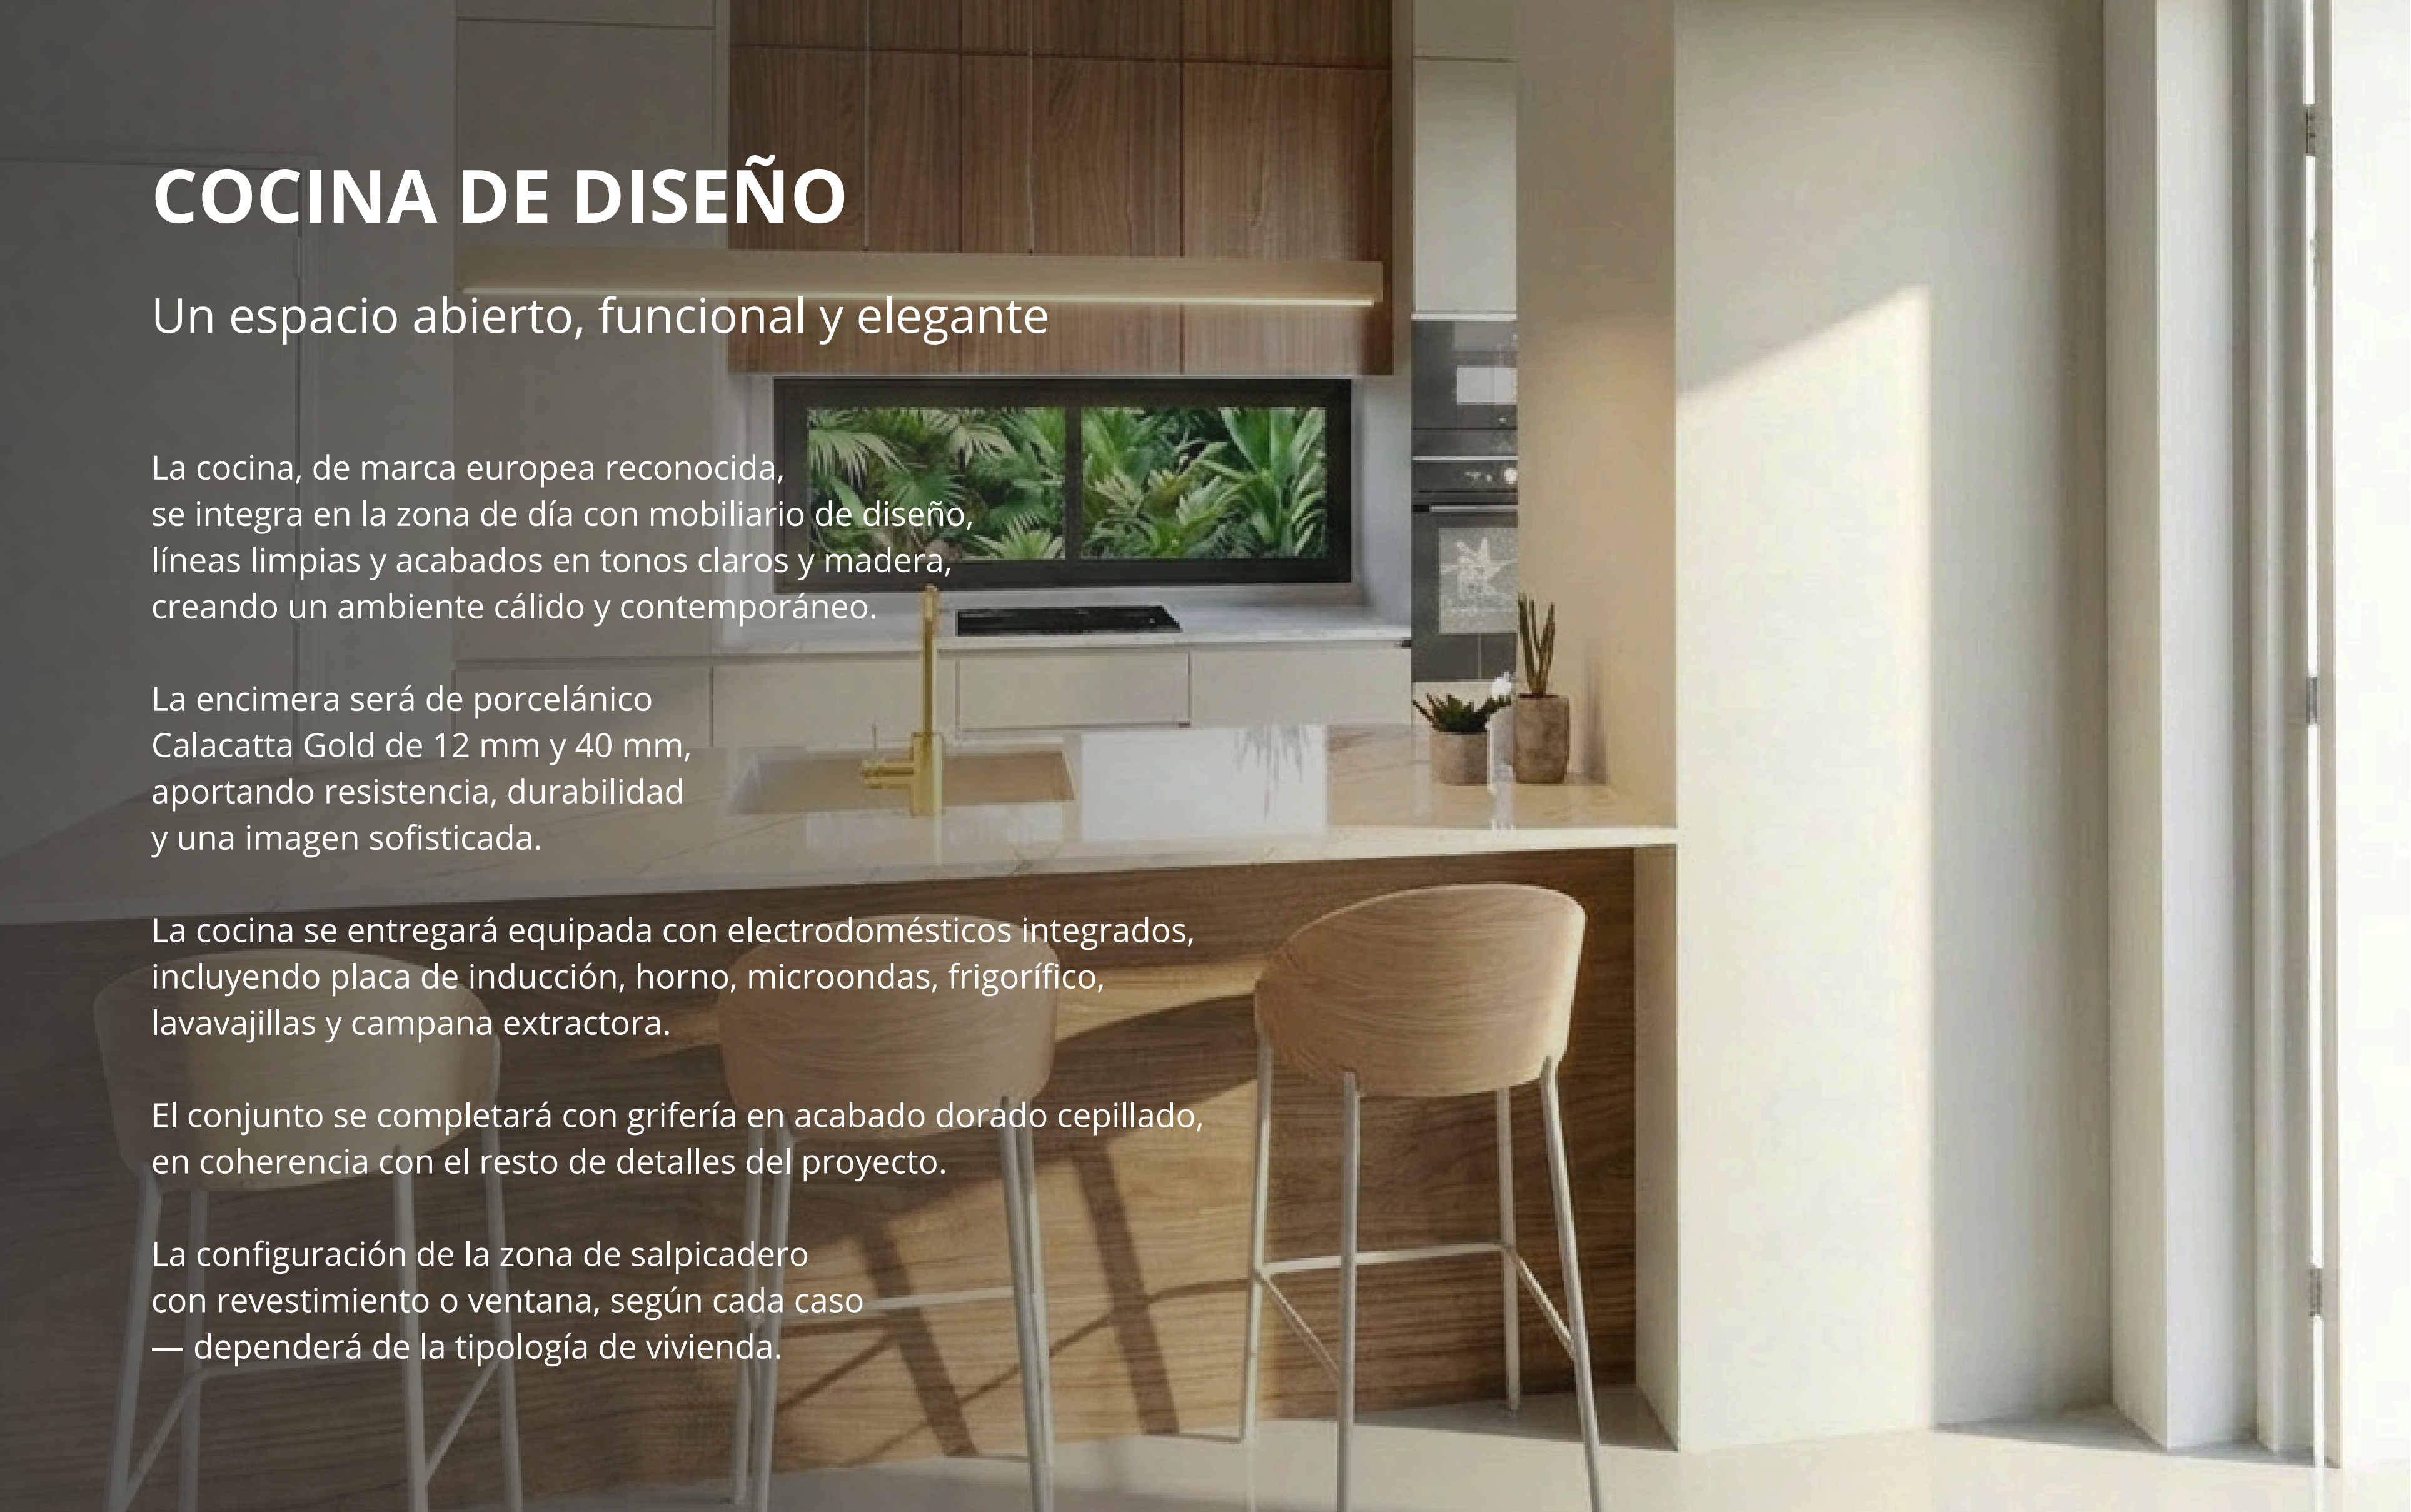 COCINA DE DISEÑO
Un espacio abierto, funcional y elegante
La cocina, de marca europea reconocida,
se integra en la zona de día con mobiliario de diseño,
líneas limpias y acabados en tonos claros y madera,
creando un ambiente cálido y contemporáneo.
La encimera será de porcelánico
Calacatta Gold de 12 mm y 40 mm,
aportando resistencia, durabilidad
y una imagen sofisticada.
La cocina se entregará equipada con electrodomésticos integrados,
incluyendo placa de inducción, horno, microondas, frigorífico,
lavavajillas y campana extractora.
El conjunto se completará con grifería en acabado dorado cepillado,
en coherencia con el resto de detalles del proyecto.
La configuración de la zona de salpicadero
con revestimiento o ventana, según cada caso
— dependerá de la tipología de vivienda.